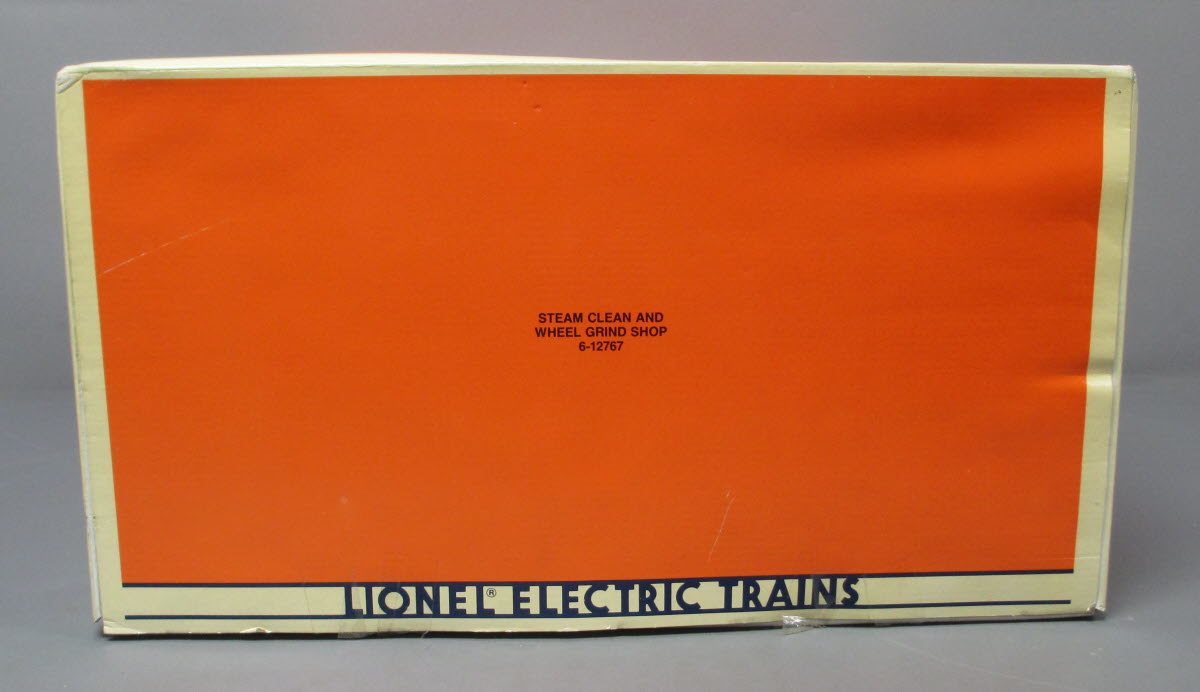 STEAM CLEAN AND
WHEEL GRIND SHOP
6-12767
LIONEL® ELECTRIC TRAINS